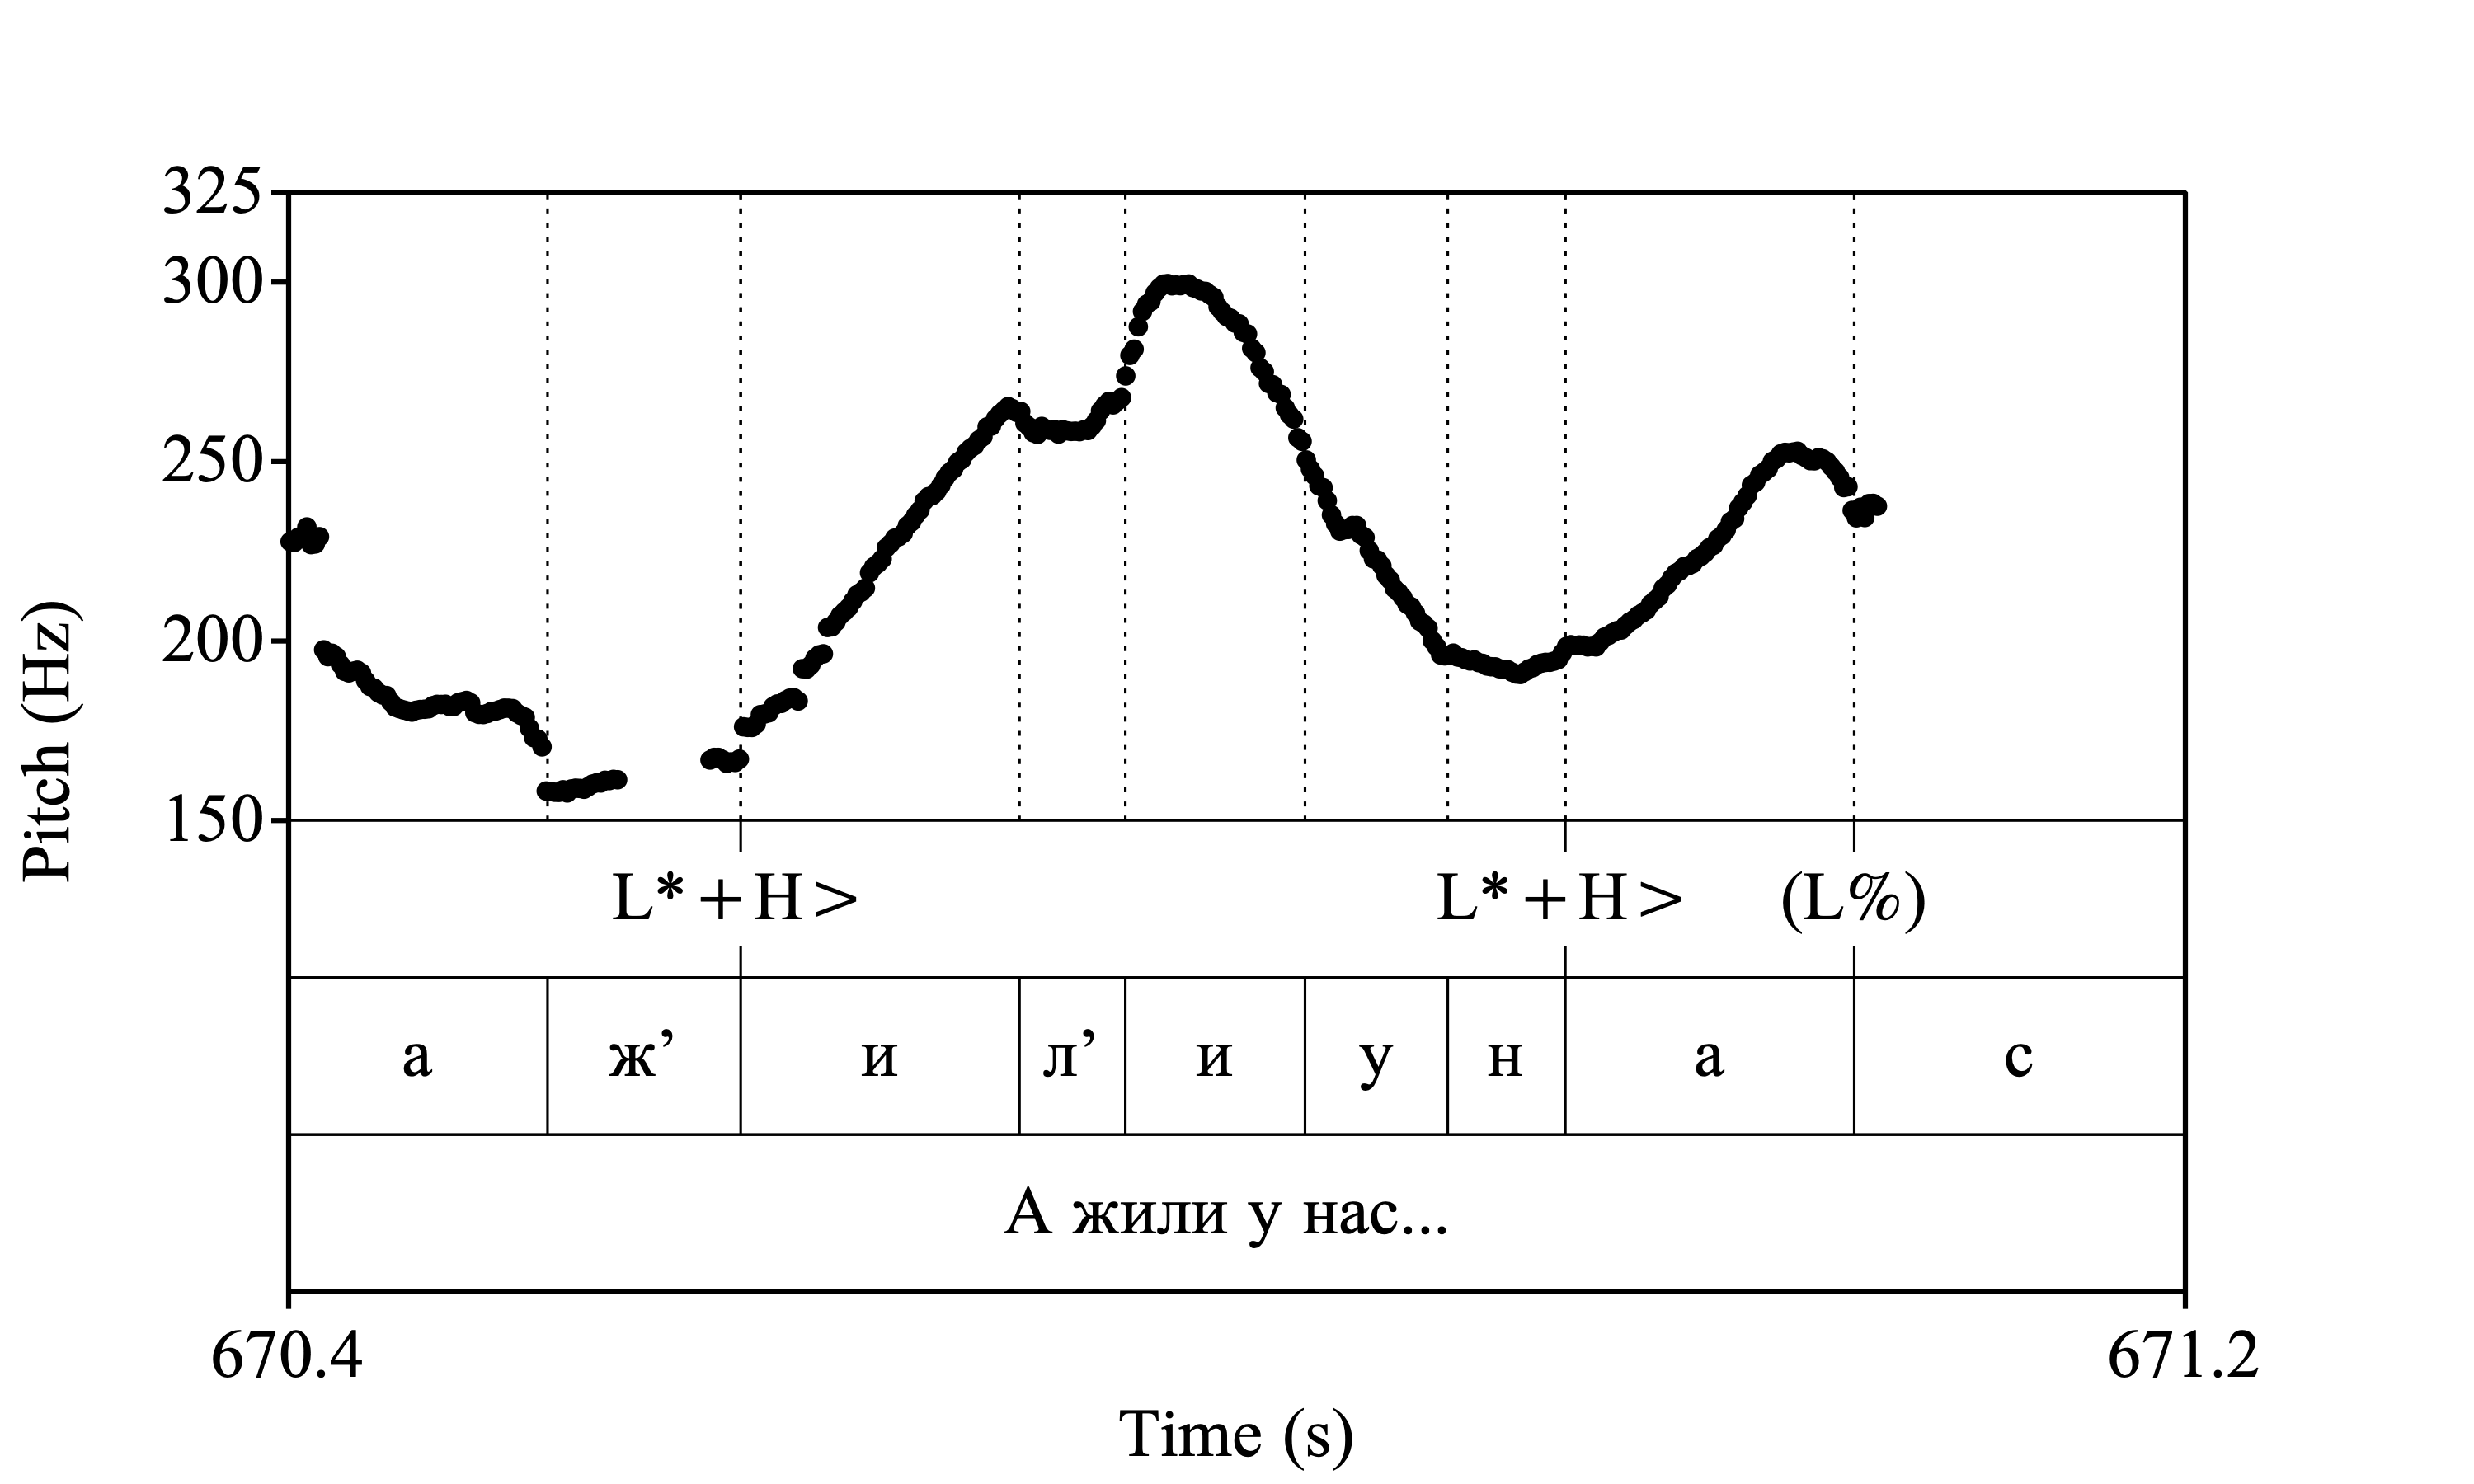 325
300
250
200
150
Pitch (Hz)
L*+H> L*+H> (L%)
а ж’ и л’ и у н а с
А жили у нас...
670.4 671.2
Time (s)